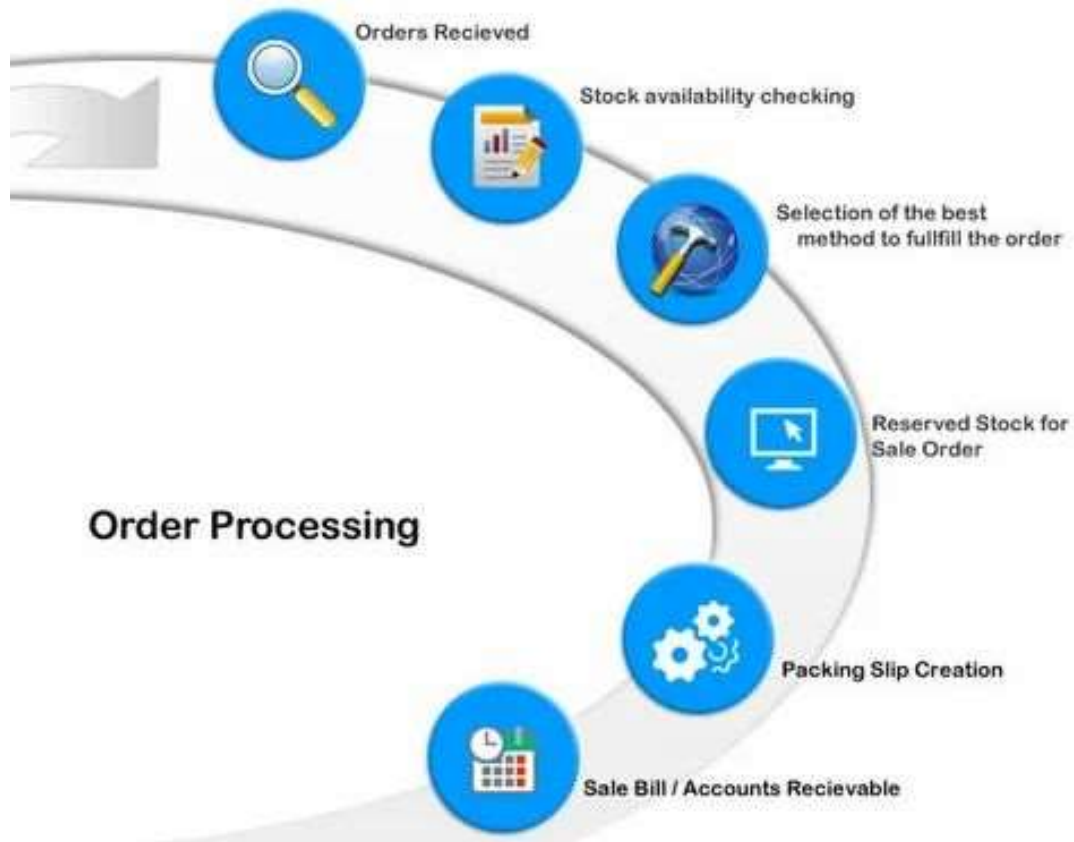 Orders Recieved
Stock availability checking
Selection of the best
method to fullfill the order
Reserved Stock for
Sale Order
Order Processing
Packing Slip Creation
Sale Bill / Accounts Recievable